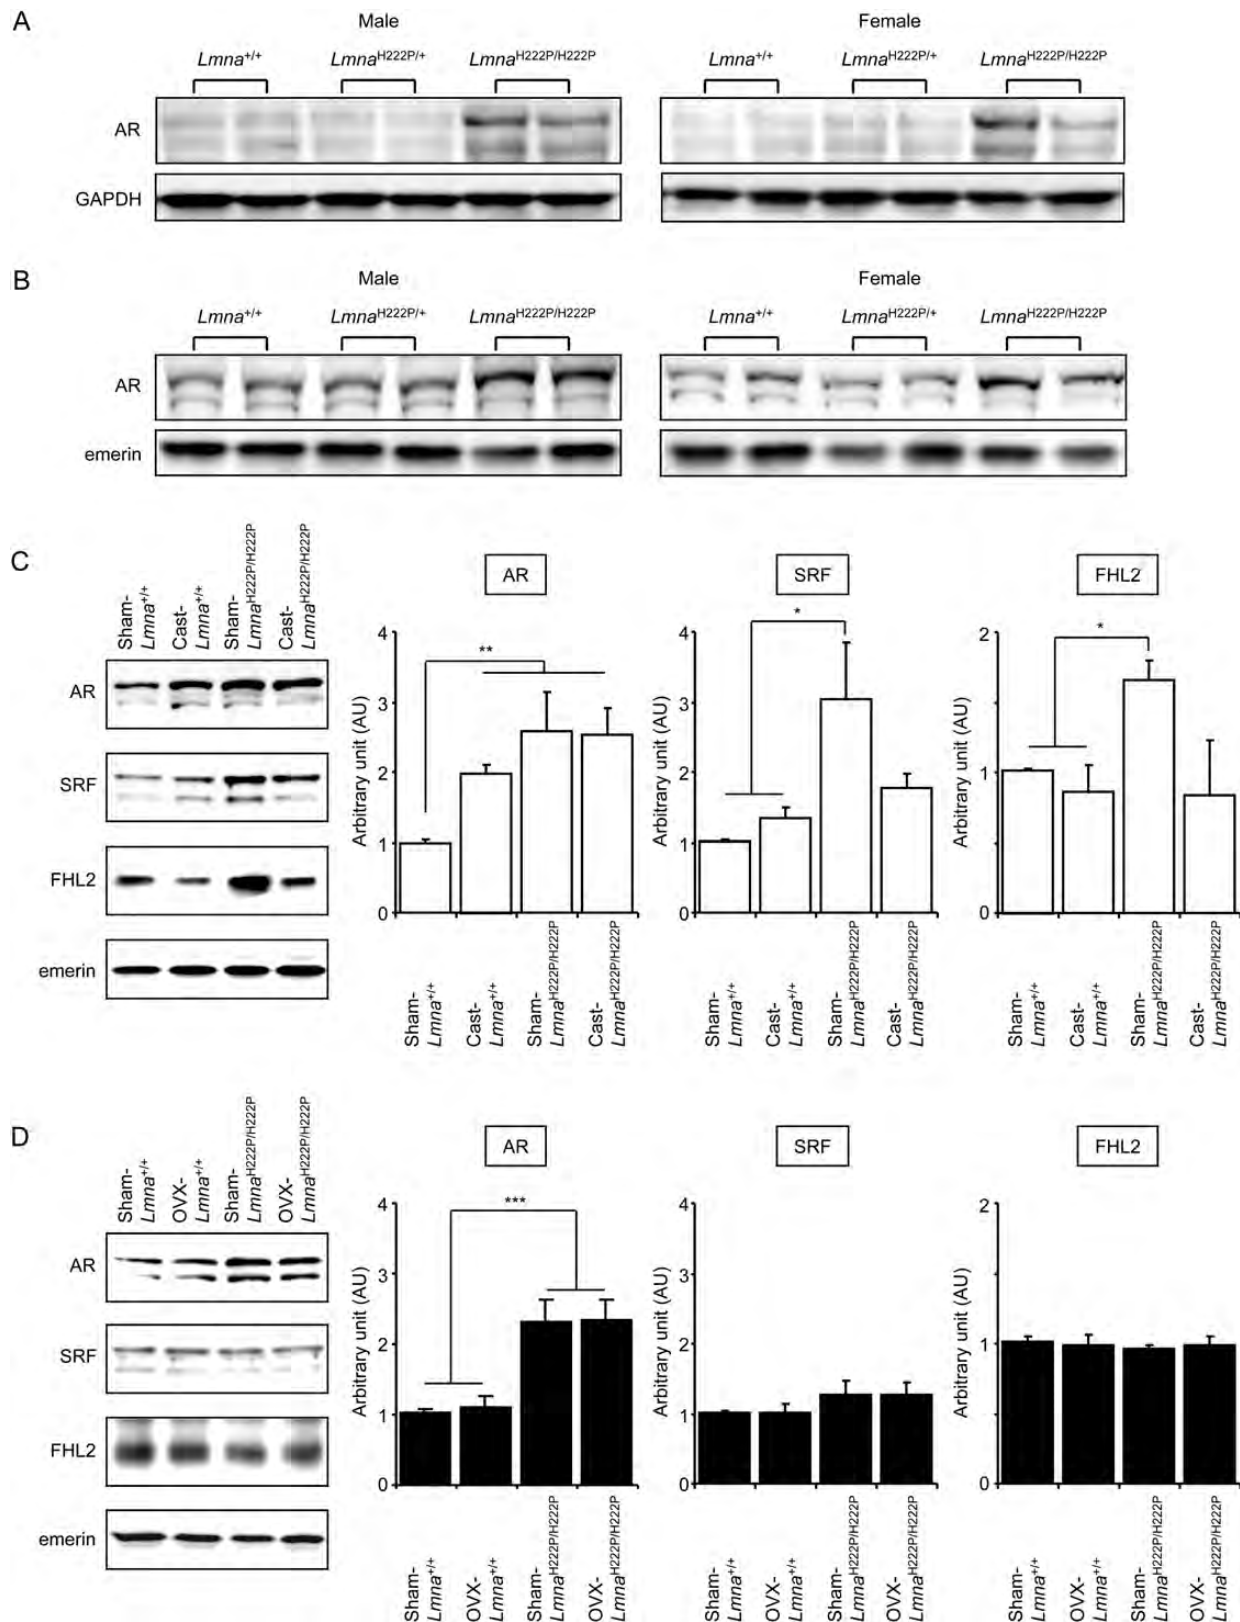 A
Male Female
Lmna+/+ LmnaH222P/+ LmnaH222P/H222P Lmna+/+ LmnaH222P/+ LmnaH222P/H222P
AR
GAPDH
B
Male Female
Lmna+/+ LmnaH222P/+ LmnaH222P/H222P Lmna+/+ LmnaH222P/+ LmnaH222P/H222P
AR
emerin
C
Sham-
Lmna+/+
Cast-
Lmna+/+
Sham-
LmnaH222P/H222P
Cast-
LmnaH222P/H222P
AR
SRF
FHL2
emerin
AR
Arbitrary unit (AU)
4
3
2
1
0
**
Sham-
Lmna+/+
Cast-
Lmna+/+
Sham-
LmnaH222P/H222P
Cast-
LmnaH222P/H222P
SRF
Arbitrary unit (AU)
4
3
2
1
0
*
Sham-
Lmna+/+
Cast-
Lmna+/+
Sham-
LmnaH222P/H222P
Cast-
LmnaH222P/H222P
FHL2
Arbitrary unit (AU)
2
1
0
*
Sham-
Lmna+/+
Cast-
Lmna+/+
Sham-
LmnaH222P/H222P
Cast-
LmnaH222P/H222P
D
Sham-
Lmna+/+
OVX-
Lmna+/+
Sham-
LmnaH222P/H222P
OVX-
LmnaH222P/H222P
AR
SRF
FHL2
emerin
AR
Arbitrary unit (AU)
4
3
2
1
0
***
Sham-
Lmna+/+
OVX-
Lmna+/+
Sham-
LmnaH222P/H222P
OVX-
LmnaH222P/H222P
SRF
Arbitrary unit (AU)
4
3
2
1
0
Sham-
Lmna+/+
OVX-
Lmna+/+
Sham-
LmnaH222P/H222P
OVX-
LmnaH222P/H222P
FHL2
Arbitrary unit (AU)
2
1
0
Sham-
Lmna+/+
OVX-
Lmna+/+
Sham-
LmnaH222P/H222P
OVX-
LmnaH222P/H222P